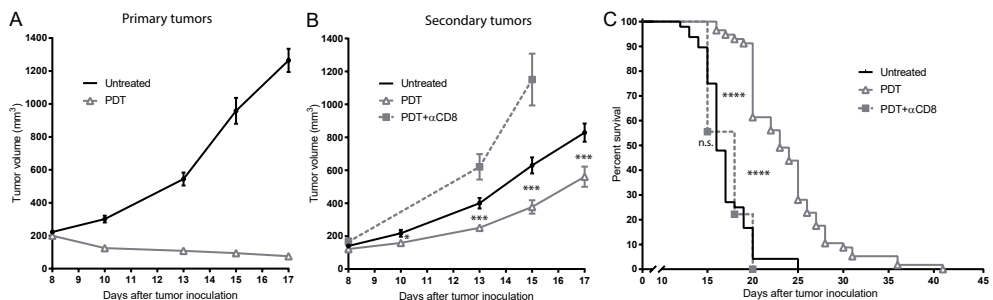 A
Primary tumors
1400
1200
1000
800
600
400
200
0
Tumor volume (mm³)
Untreated
PDT
8 9 10 11 12 13 14 15 16 17
Days after tumor inoculation
B
Secondary tumors
1400
1200
1000
800
600
400
200
0
Tumor volume (mm³)
Untreated
PDT
PDT+αCD8
*
***
***
***
8 9 10 11 12 13 14 15 16 17
Days after tumor inoculation
C
100
90
80
70
60
50
40
30
20
10
0
Percent survival
Untreated
PDT
PDT+αCD8
****
n.s.
****
0 10 15 20 25 30 35 40 45
Days after tumor inoculation